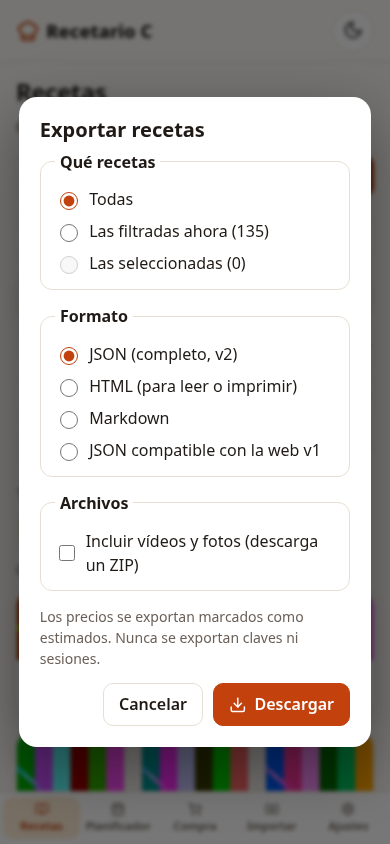 Recetario C
Recetas
Exportar recetas
Qué recetas
Todas
Las filtradas ahora (135)
Las seleccionadas (0)
Formato
JSON (completo, v2)
HTML (para leer o imprimir)
Markdown
JSON compatible con la web v1
Archivos
Incluir vídeos y fotos (descarga
un ZIP)
Los precios se exportan marcados como
estimados. Nunca se exportan claves ni
sesiones.
Cancelar
Descargar
Recetas
Planificador
Compra
Importar
Ajustes